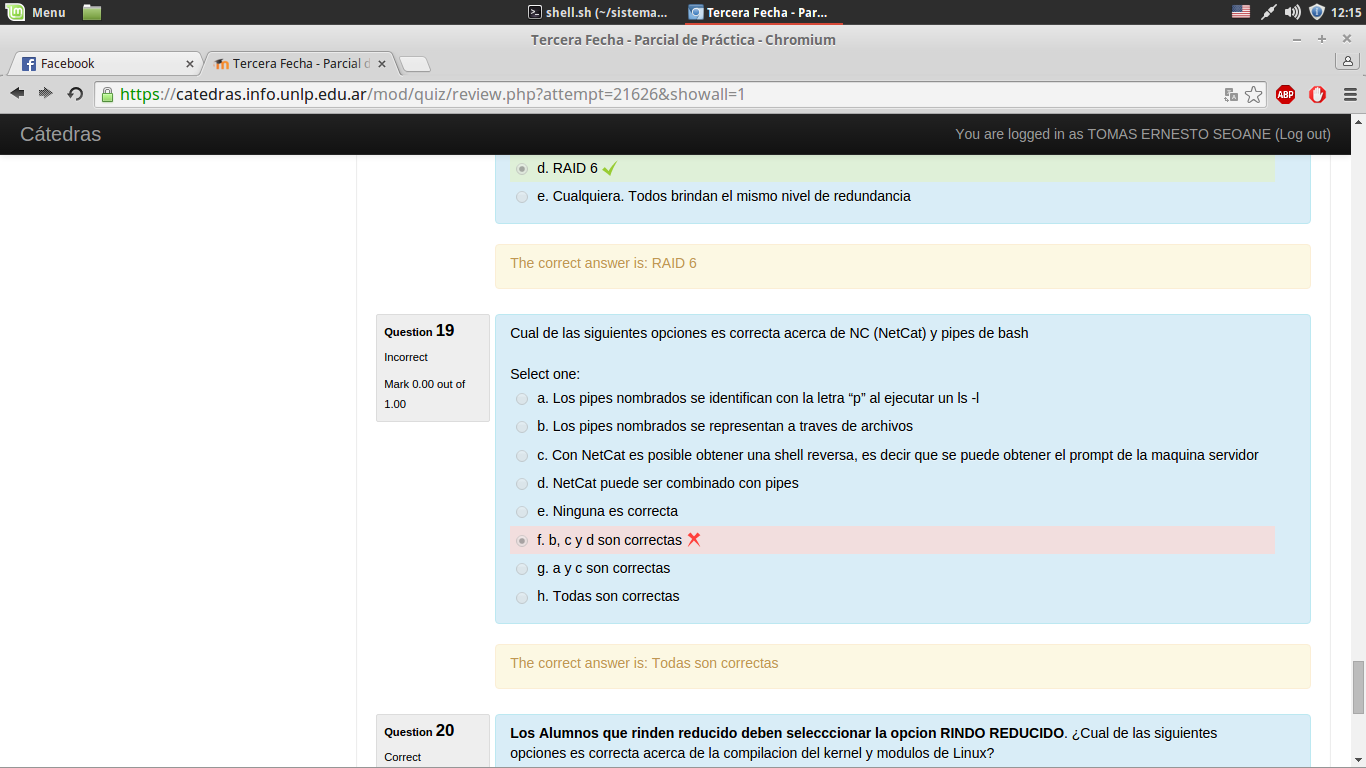 Menu
shell.sh (~/sistema...
Tercera Fecha - Par...
12:15
Tercera Fecha - Parcial de Práctica - Chromium
Facebook
Tercera Fecha - Parcial d
https://catedras.info.unlp.edu.ar/mod/quiz/review.php?attempt=21626&showall=1
ABP
Cátedras
You are logged in as TOMAS ERNESTO SEOANE (Log out)
d. RAID 6
e. Cualquiera. Todos brindan el mismo nivel de redundancia
The correct answer is: RAID 6
Question 19
Incorrect
Mark 0.00 out of
1.00
Cual de las siguientes opciones es correcta acerca de NC (NetCat) y pipes de bash
Select one:
a. Los pipes nombrados se identifican con la letra “p” al ejecutar un ls -l
b. Los pipes nombrados se representan a traves de archivos
c. Con NetCat es posible obtener una shell reversa, es decir que se puede obtener el prompt de la maquina servidor
d. NetCat puede ser combinado con pipes
e. Ninguna es correcta
f. b, c y d son correctas
g. a y c son correctas
h. Todas son correctas
The correct answer is: Todas son correctas
Question 20
Correct
Los Alumnos que rinden reducido deben selecccionar la opcion RINDO REDUCIDO. ¿Cual de las siguientes
opciones es correcta acerca de la compilacion del kernel y modulos de Linux?